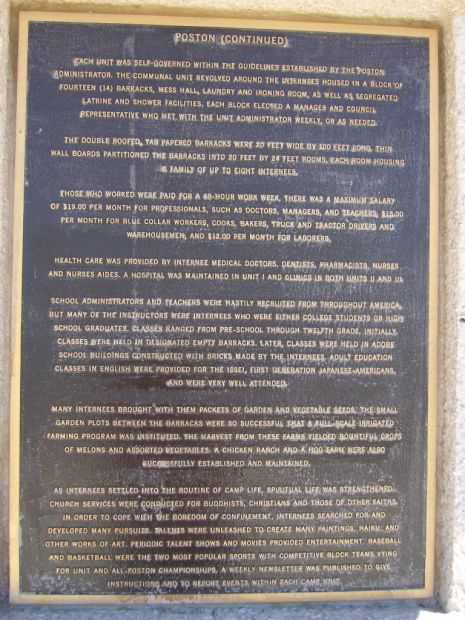 POSTON (CONTINUED)
EACH UNIT WAS SELF-GOVERNED WITHIN THE GUIDELINES ESTABLISHED BY THE POSTON
ADMINISTRATOR. THE COMMUNAL UNIT REVOLVED AROUND THE INTERNEES HOUSED IN A BLOCK OF
FOURTEEN (14) BARRACKS, MESS HALL, LAUNDRY AND IRONING ROOM, AS WELL AS SEGREGATED
LATRINE AND SHOWER FACILITIES. EACH BLOCK ELECTED A MANAGER AND COUNCIL
REPRESENTATIVE WHO MET WITH THE UNIT ADMINISTRATOR WEEKLY, OR AS NEEDED.
THE DOUBLE ROOFED, TAR PAPERED BARRACKS WERE 20 FEET WIDE BY 100 FEET LONG. THIN
WALL BOARDS PARTITIONED THE BARRACKS INTO 20 FEET BY 24 FEET ROOMS, EACH ROOM HOUSING
A FAMILY OF UP TO EIGHT INTERNEES.
THOSE WHO WORKED WERE PAID FOR A 48-HOUR WORK WEEK. THERE WAS A MAXIMUM SALARY
OF $19.00 PER MONTH FOR PROFESSIONALS, SUCH AS DOCTORS, MANAGERS, AND TEACHERS;
PER MONTH FOR BLUE COLLAR WORKERS, COOKS, BAKERS, TRUCK AND TRACTOR DRIVERS AND
WAREHOUSEMEN; AND $12.00 PER MONTH FOR LABORERS.
HEALTH CARE WAS PROVIDED BY INTERNEE MEDICAL DOCTORS, DENTISTS, PHARMACISTS, NURSES
AND NURSES AIDES. A HOSPITAL WAS MAINTAINED IN UNIT I AND CLINICS IN BOTH UNITS II AND III.
SCHOOL ADMINISTRATORS AND TEACHERS WERE HASTILY RECRUITED FROM THROUGHOUT AMERICA,
BUT MANY OF THE INSTRUCTORS WERE INTERNEES WHO WERE EITHER COLLEGE STUDENTS OR HIGH
SCHOOL GRADUATES. CLASSES RANGED FROM PRE-SCHOOL THROUGH TWELFTH GRADE. INITIALLY,
CLASSES WERE HELD IN DESIGNATED EMPTY BARRACKS. LATER, CLASSES WERE HELD IN ADOBE
SCHOOL BUILDINGS CONSTRUCTED WITH BRICKS MADE BY THE INTERNEES. ADULT EDUCATION
CLASSES IN ENGLISH WERE PROVIDED FOR THE ISSEI, FIRST GENERATION JAPANESE-AMERICANS,
AND WERE VERY WELL ATTENDED.
MANY INTERNEES BROUGHT WITH THEM PACKETS OF GARDEN AND VEGETABLE SEEDS. THE SMALL
GARDEN PLOTS BETWEEN THE BARRACKS WERE SO SUCCESSFUL THAT A FULL-SCALE IRRIGATED
FARMING PROGRAM WAS INSTITUTED. THE HARVEST FROM THESE FARMS YIELDED BOUNTIFUL CROPS
OF MELONS AND ASSORTED VEGETABLES. A CHICKEN RANCH AND A HOG FARM WERE ALSO
SUCCESSFULLY ESTABLISHED AND MAINTAINED.
AS INTERNEES SETTLED INTO THE ROUTINE OF CAMP LIFE, SPIRITUAL LIFE WAS STRENGTHENED.
CHURCH SERVICES WERE CONDUCTED FOR BUDDHISTS, CHRISTIANS AND THOSE OF OTHER FAITHS.
IN ORDER TO COPE WITH THE BOREDOM OF CONFINEMENT, INTERNEES SEARCHED FOR AND
DEVELOPED MANY PURSUITS. TALENTS WERE UNLEASHED TO CREATE MANY PAINTINGS, HAIKU, AND
OTHER WORKS OF ART. PERIODIC TALENT SHOWS AND MOVIES PROVIDED ENTERTAINMENT. BASEBALL
AND BASKETBALL WERE THE TWO MOST POPULAR SPORTS WITH COMPETITIVE BLOCK TEAMS VYING
FOR UNIT AND ALL-POSTON CHAMPIONSHIPS. A WEEKLY NEWSLETTER WAS PUBLISHED TO GIVE
INSTRUCTIONS AND TO REPORT EVENTS WITHIN EACH CAMP UNIT.